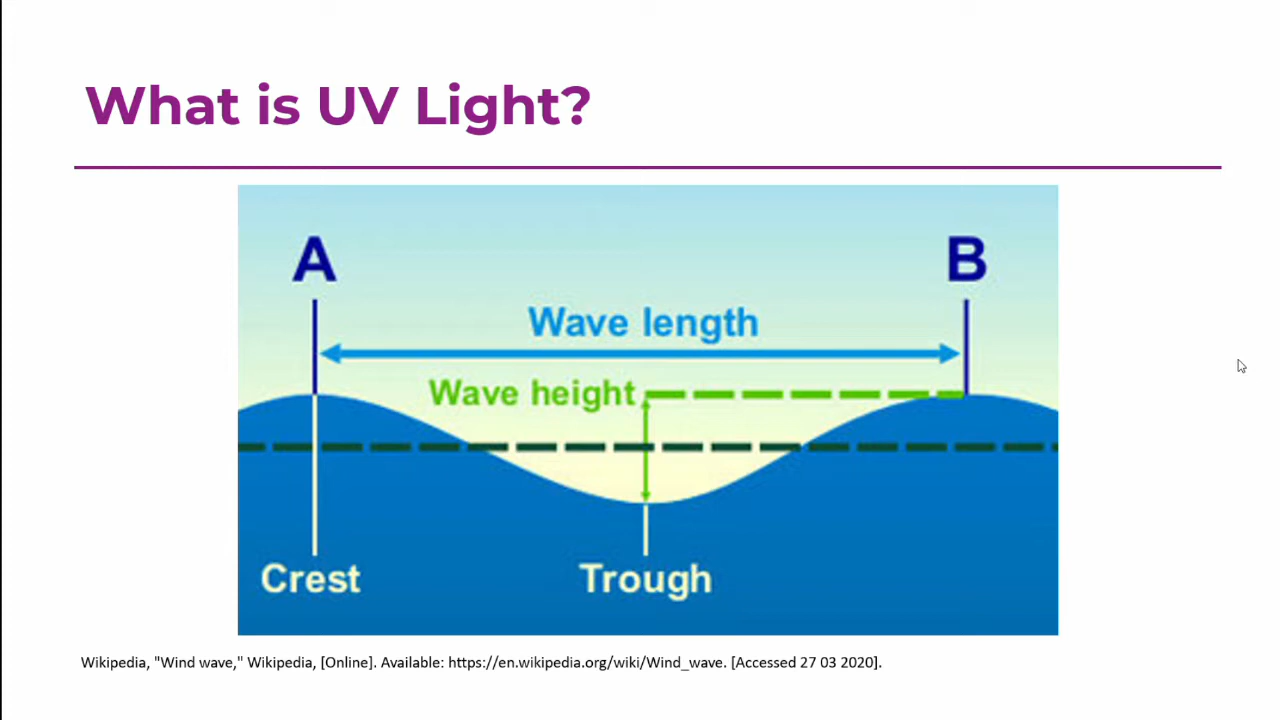 What is UV Light?
A
B
Wave length
Wave height
Crest
Trough
Wikipedia, "Wind wave," Wikipedia, [Online]. Available: https://en.wikipedia.org/wiki/Wind_wave. [Accessed 27 03 2020].